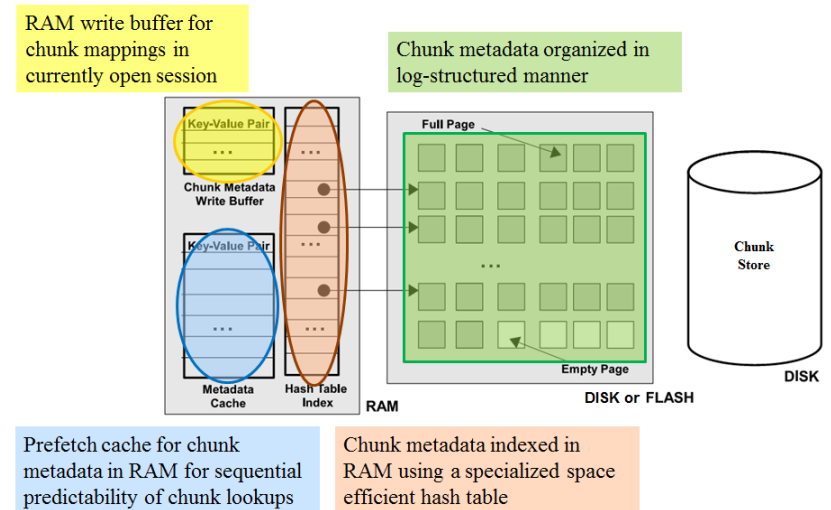 RAM write buffer for
chunk mappings in
currently open session
Chunk metadata organized in
log-structured manner
Key-Value Pair
...
Chunk Metadata
Write Buffer
Key-Value Pair
...
Metadata
Cache
...
...
...
Hash Table
Index
RAM
Full Page
...
Empty Page
DISK or FLASH
Chunk
Store
DISK
Prefetch cache for chunk
metadata in RAM for sequential
predictability of chunk lookups
Chunk metadata indexed in
RAM using a specialized space
efficient hash table